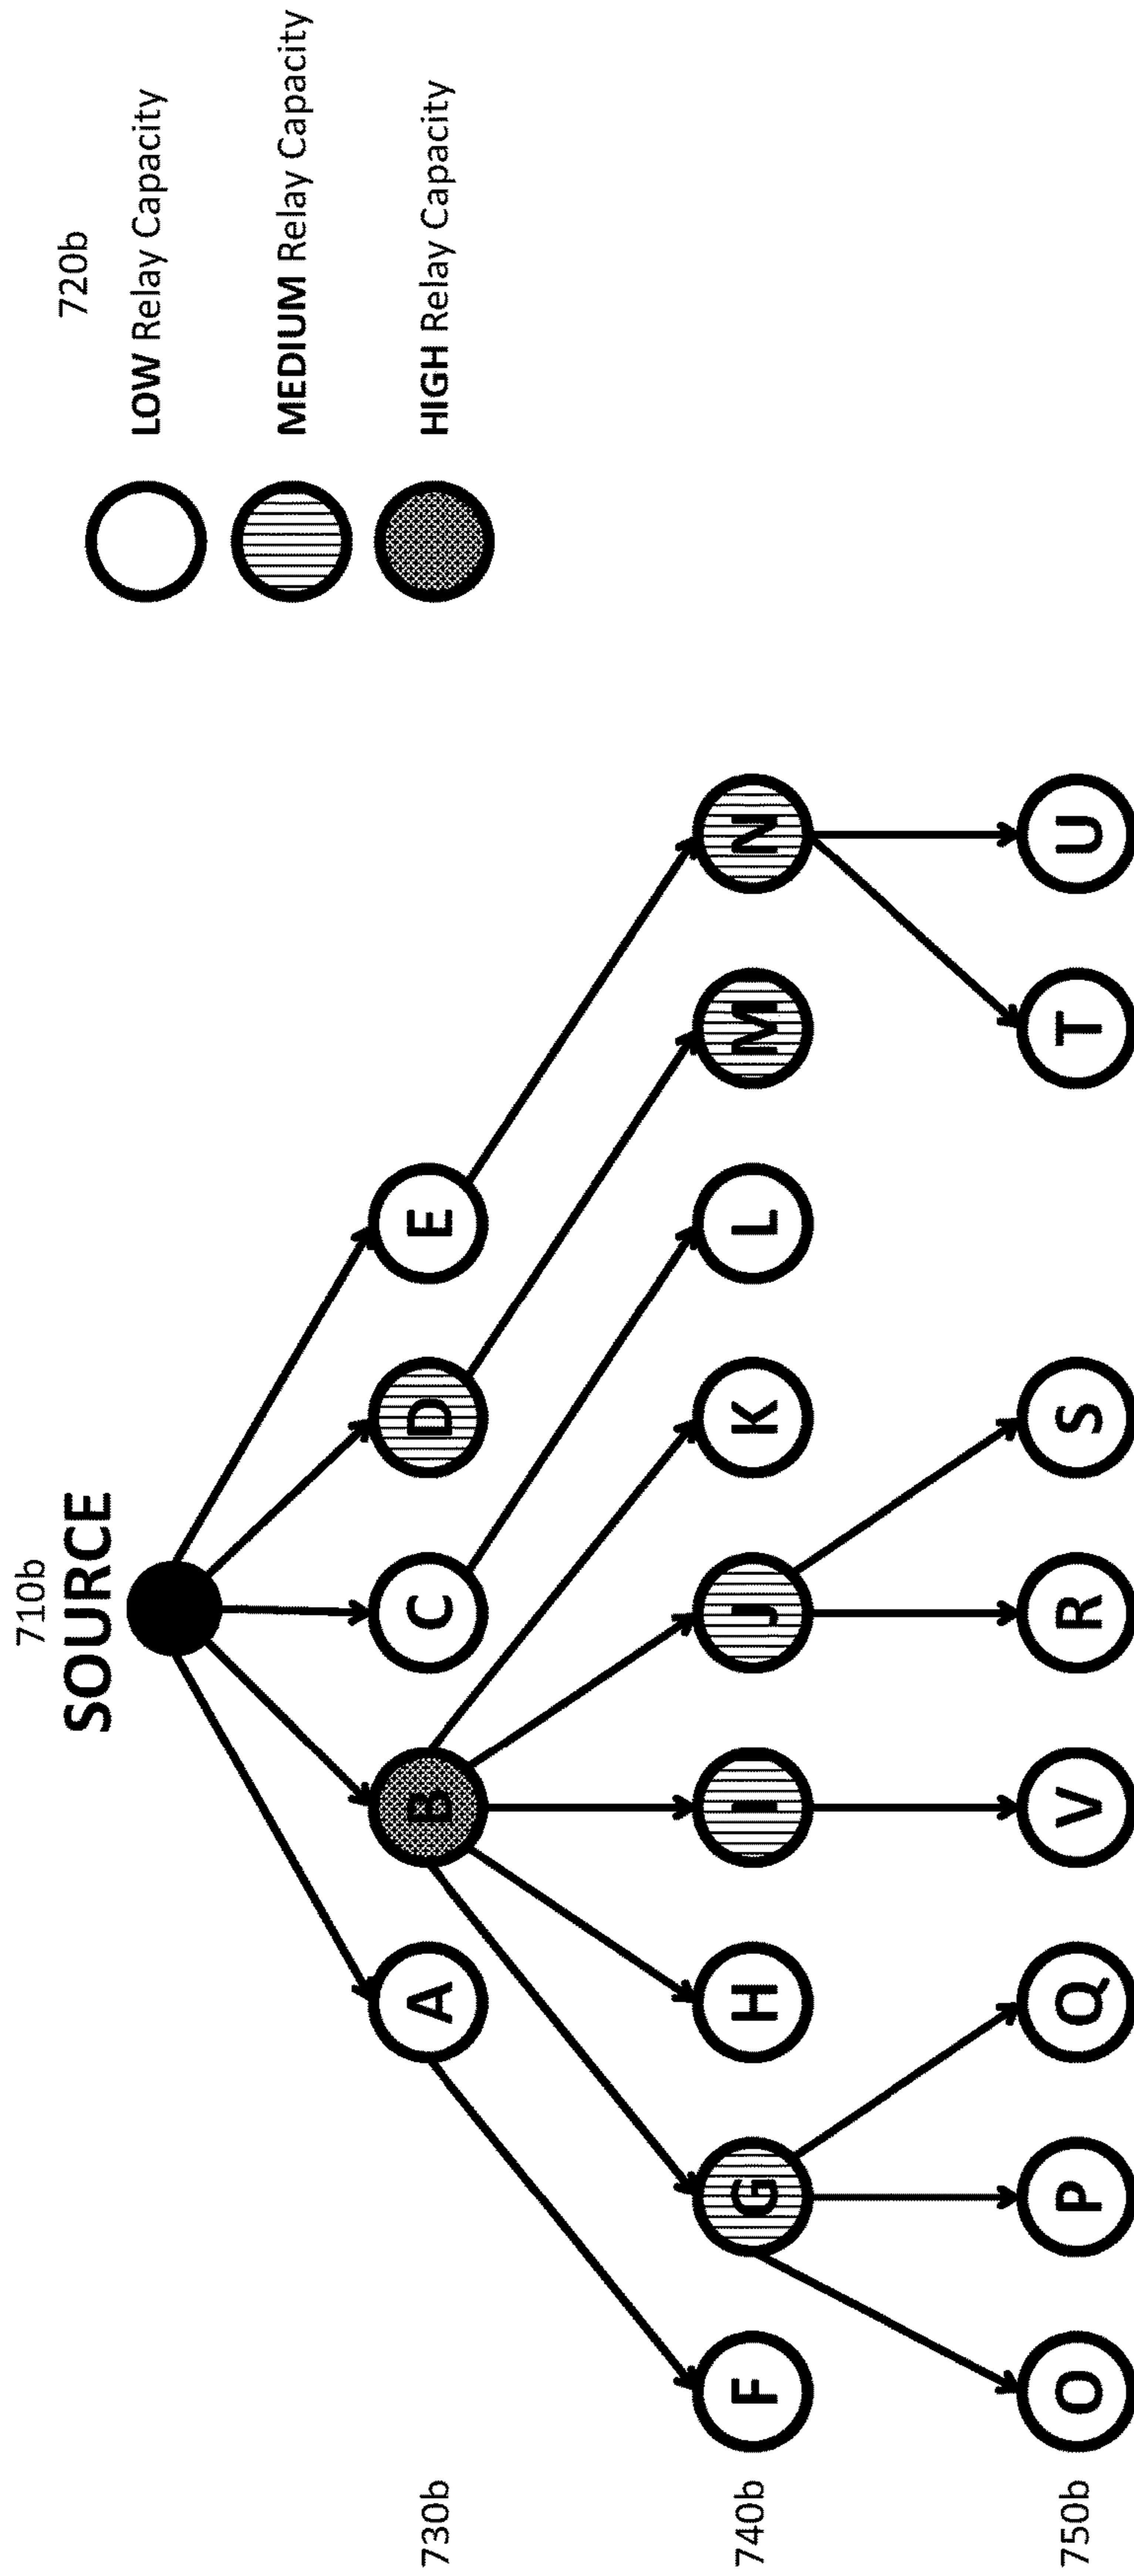 710b
SOURCE
720b
LOW Relay Capacity
MEDIUM Relay Capacity
HIGH Relay Capacity
730b
A
B
C
D
E
740b
F
G
H
I
J
K
L
M
N
750b
O
P
Q
V
R
S
T
U